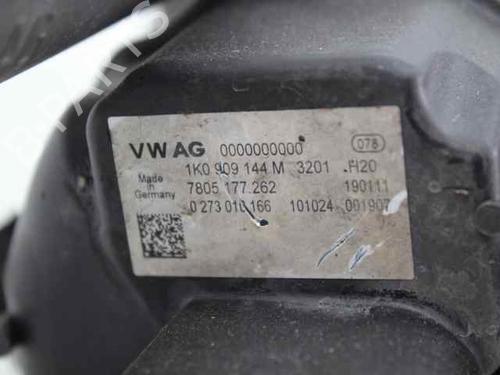 VW AG 0000000000 078
1K0 909 144 M 3201 H20
Made in Germany 7805 177.262 190111
0 273 010 166 101024 001907
PARTS